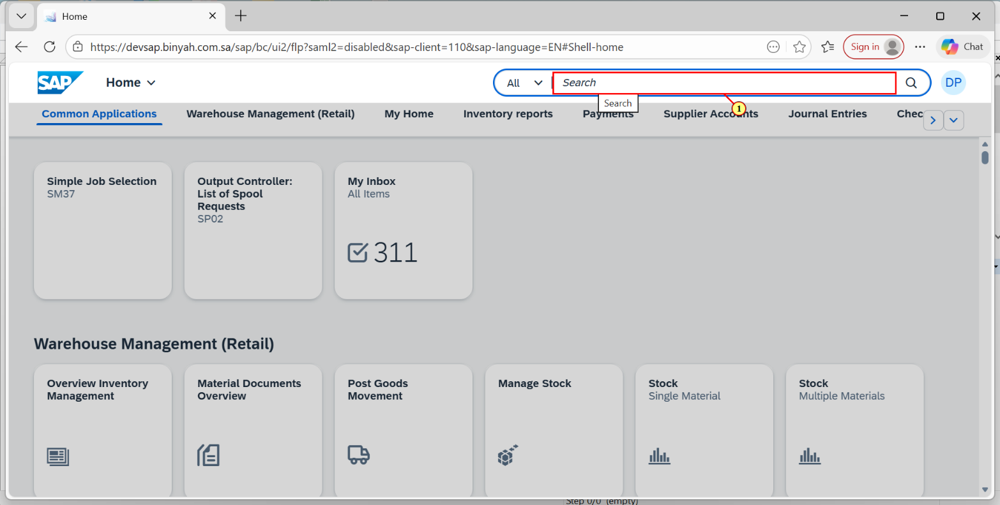 Home
https://devsap.binyah.com.sa/sap/bc/ui2/flp?saml2=disabled&sap-client=110&sap-language=EN#Shell-home
Sign in
Chat
SAP
Home
All
Search
DP
Search
1
Common Applications
Warehouse Management (Retail)
My Home
Inventory reports
Payments
Supplier Accounts
Journal Entries
Chec
Simple Job Selection
SM37
Output Controller:
List of Spool
Requests
SP02
My Inbox
All Items
311
Warehouse Management (Retail)
Overview Inventory
Management
Material Documents
Overview
Post Goods
Movement
Manage Stock
Stock
Single Material
Stock
Multiple Materials
Step 0/0 (empty)